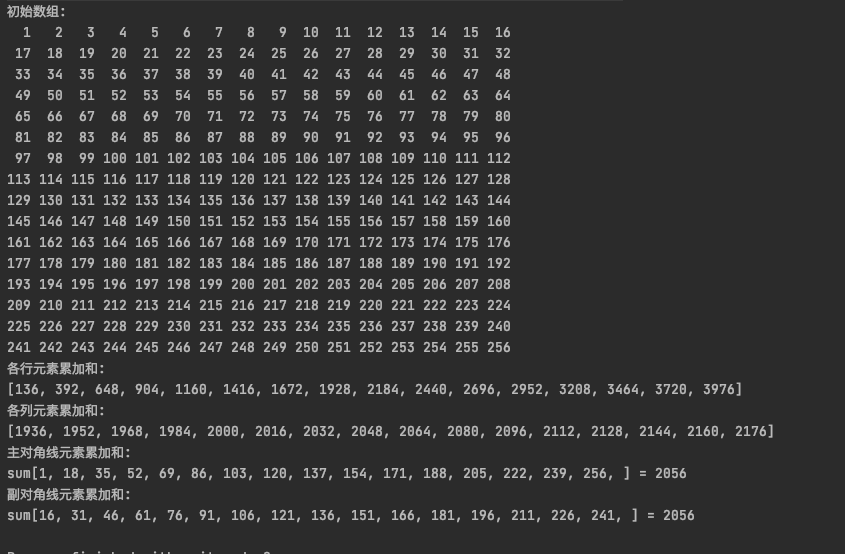 初始数组:
1 2 3 4 5 6 7 8 9 10 11 12 13 14 15 16
17 18 19 20 21 22 23 24 25 26 27 28 29 30 31 32
33 34 35 36 37 38 39 40 41 42 43 44 45 46 47 48
49 50 51 52 53 54 55 56 57 58 59 60 61 62 63 64
65 66 67 68 69 70 71 72 73 74 75 76 77 78 79 80
81 82 83 84 85 86 87 88 89 90 91 92 93 94 95 96
97 98 99 100 101 102 103 104 105 106 107 108 109 110 111 112
113 114 115 116 117 118 119 120 121 122 123 124 125 126 127 128
129 130 131 132 133 134 135 136 137 138 139 140 141 142 143 144
145 146 147 148 149 150 151 152 153 154 155 156 157 158 159 160
161 162 163 164 165 166 167 168 169 170 171 172 173 174 175 176
177 178 179 180 181 182 183 184 185 186 187 188 189 190 191 192
193 194 195 196 197 198 199 200 201 202 203 204 205 206 207 208
209 210 211 212 213 214 215 216 217 218 219 220 221 222 223 224
225 226 227 228 229 230 231 232 233 234 235 236 237 238 239 240
241 242 243 244 245 246 247 248 249 250 251 252 253 254 255 256
各行元素累加和:
[136, 392, 648, 904, 1160, 1416, 1672, 1928, 2184, 2440, 2696, 2952, 3208, 3464, 3720, 3976]
各列元素累加和:
[1936, 1952, 1968, 1984, 2000, 2016, 2032, 2048, 2064, 2080, 2096, 2112, 2128, 2144, 2160, 2176]
主对角线元素累加和:
sum[1, 18, 35, 52, 69, 86, 103, 120, 137, 154, 171, 188, 205, 222, 239, 256, ] = 2056
副对角线元素累加和:
sum[16, 31, 46, 61, 76, 91, 106, 121, 136, 151, 166, 181, 196, 211, 226, 241, ] = 2056